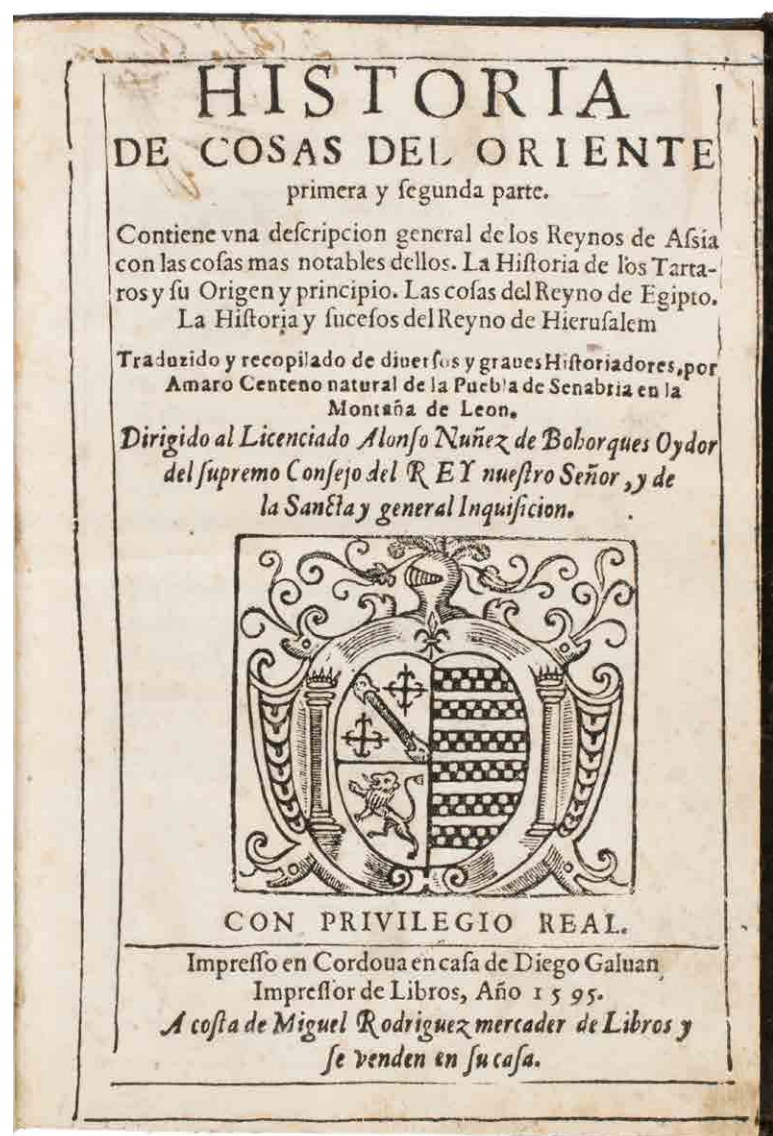 HISTORIA
DE COSAS DEL ORIENTE
primera y ſegunda parte.
Contiene vna deſcripcion general de los Reynos de Aſsia
con las coſas mas notables dellos. La Hiſtoria de los Tarta-
ros y ſu Origen y principio. Las coſas del Reyno de Egipto.
La Hiſtoria y ſuceſos del Reyno de Hieruſalem
Traduzido y recopilado de diuerſos y graues Hiſtoriadores, por
Amaro Centeno natural de la Puebla de Senabria en la
Montaña de Leon.
Dirigido al Licenciado Alonſo Nuñez de Bohorques Oydor
del ſupremo Conſejo del REY nueſtro Señor, y de
la Sancta y general Inquiſicion.
CON PRIVILEGIO REAL.
Impreſſo en Cordoua en caſa de Diego Galuan
Impreſſor de Libros, Año 1595.
A coſta de Miguel Rodriguez mercader de Libros y
ſe venden en ſu caſa.